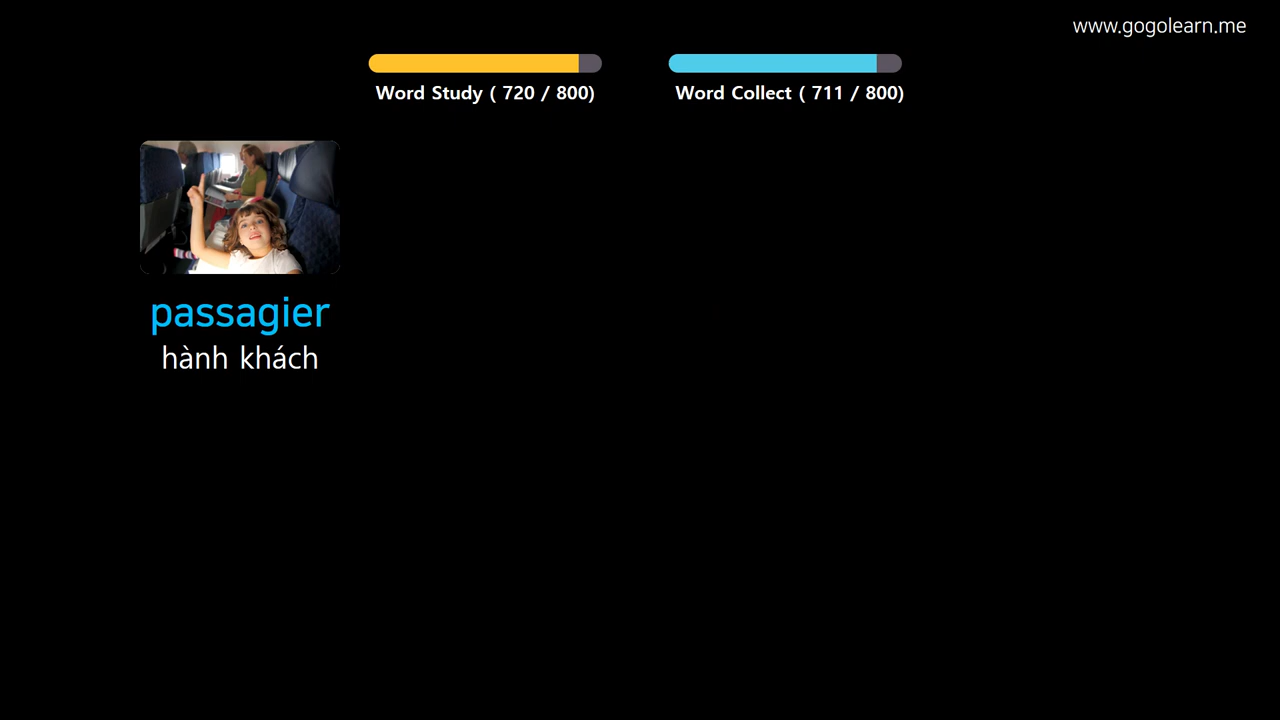 www.gogolearn.me
Word Study ( 720 / 800)
Word Collect ( 711 / 800)
passagier
hành khách